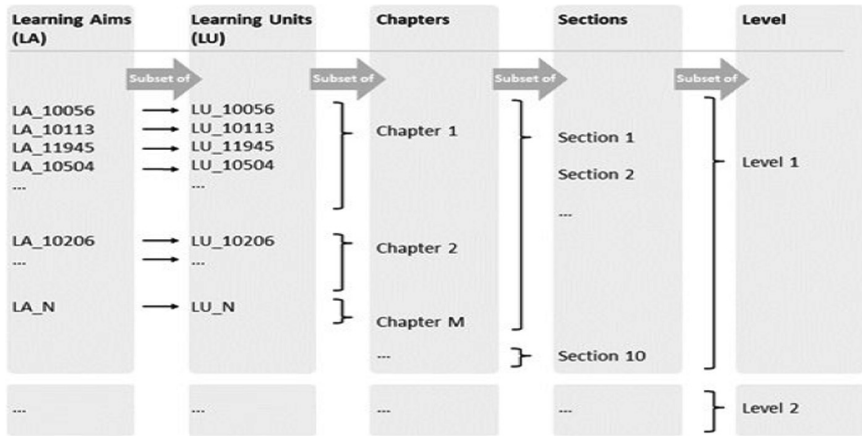 Learning Aims (LA)
Learning Units (LU)
Chapters
Sections
Level
Subset of
Subset of
Subset of
Subset of
LA_10056
LA_10113
LA_11945
LA_10504
...
LU_10056
LU_10113
LU_11945
LU_10504
...
Chapter 1
Section 1
Section 2
...
Level 1
LA_10206
...
LU_10206
...
Chapter 2
LA_N
LU_N
Chapter M
...
Section 10
...
...
...
...
Level 2